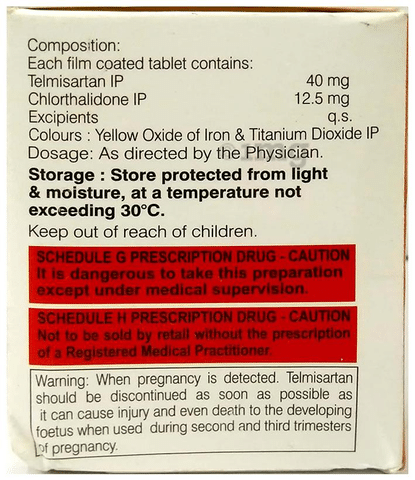 Composition:
Each film coated tablet contains:
Telmisartan IP 40 mg
Chlorthalidone IP 12.5 mg
Excipients q.s.
Colours : Yellow Oxide of Iron & Titanium Dioxide IP
Dosage: As directed by the Physician.
Storage : Store protected from light
& moisture, at a temperature not
exceeding 30°C.
Keep out of reach of children.
SCHEDULE G PRESCRIPTION DRUG - CAUTION
It is dangerous to take this preparation
except under medical supervision.
SCHEDULE H PRESCRIPTION DRUG - CAUTION
Not to be sold by retail without the prescription
of a Registered Medical Practitioner.
Warning: When pregnancy is detected. Telmisartan
should be discontinued as soon as possible as
it can cause injury and even death to the developing
foetus when used during second and third trimesters
of pregnancy.